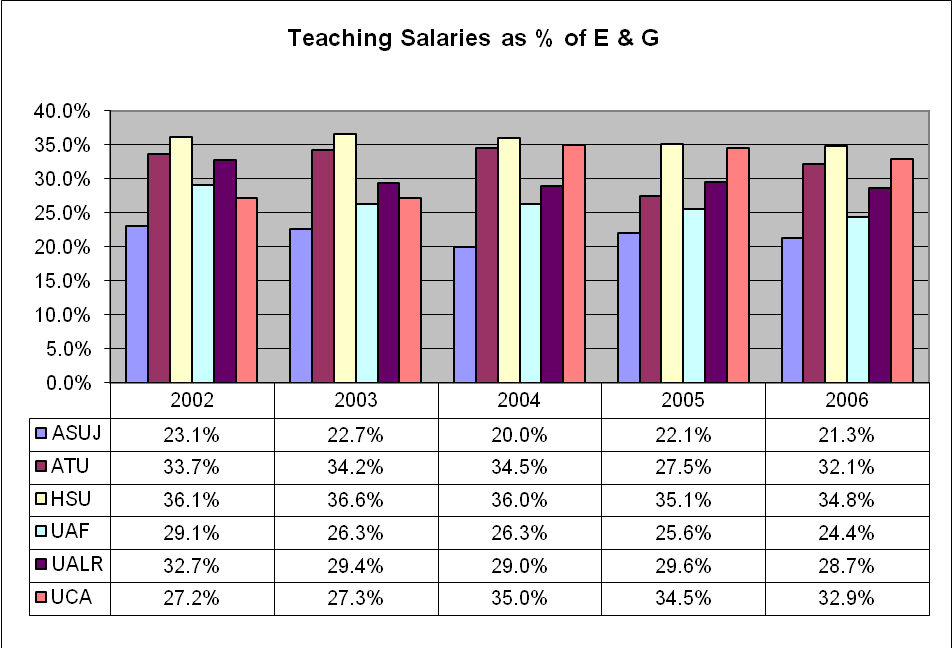 Teaching Salaries as % of E & G
40.0%
35.0%
30.0%
25.0%
20.0%
15.0%
10.0%
5.0%
0.0%
2002 2003 2004 2005 2006
ASUJ 23.1% 22.7% 20.0% 22.1% 21.3%
ATU 33.7% 34.2% 34.5% 27.5% 32.1%
HSU 36.1% 36.6% 36.0% 35.1% 34.8%
UAF 29.1% 26.3% 26.3% 25.6% 24.4%
UALR 32.7% 29.4% 29.0% 29.6% 28.7%
UCA 27.2% 27.3% 35.0% 34.5% 32.9%